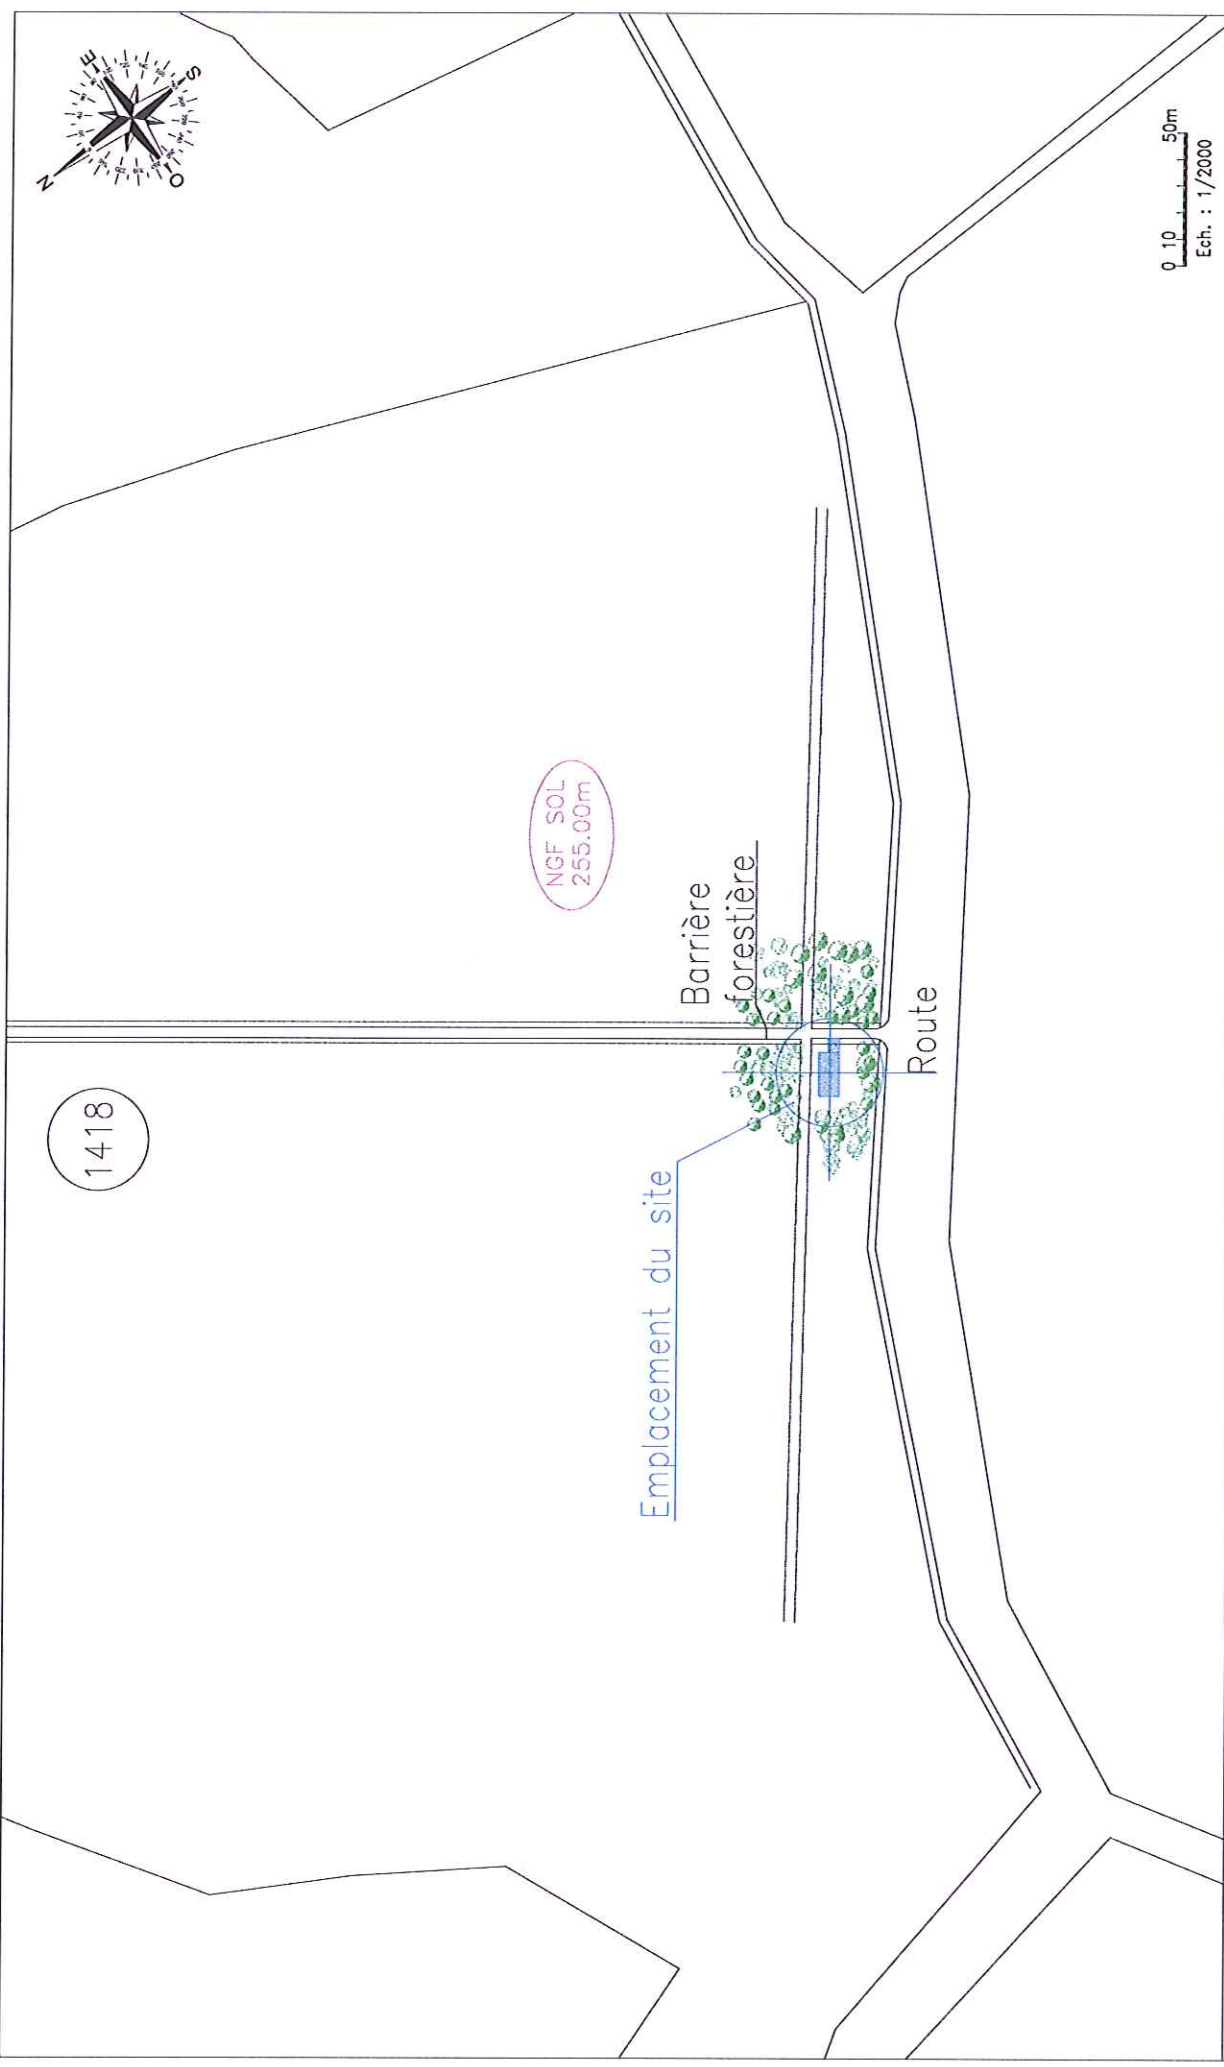 1418
Emplacement du site
Barrière
forestière
NGF SOL
255.00m
Route
N
E
S
O
0 10 50m
Ech. : 1/2000